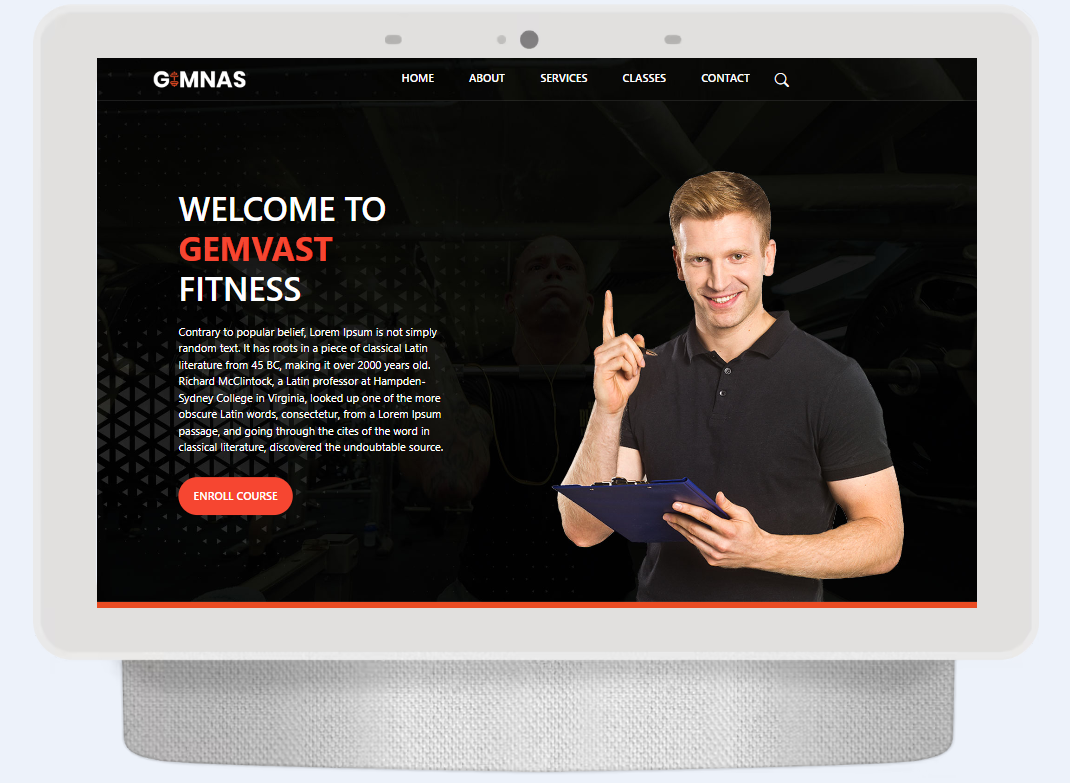 GYMNAS
HOME ABOUT SERVICES CLASSES CONTACT
WELCOME TO
GEMVAST
FITNESS
Contrary to popular belief, Lorem Ipsum is not simply
random text. It has roots in a piece of classical Latin
literature from 45 BC, making it over 2000 years old.
Richard McClintock, a Latin professor at Hampden-
Sydney College in Virginia, looked up one of the more
obscure Latin words, consectetur, from a Lorem Ipsum
passage, and going through the cites of the word in
classical literature, discovered the undoubtable source.
ENROLL COURSE